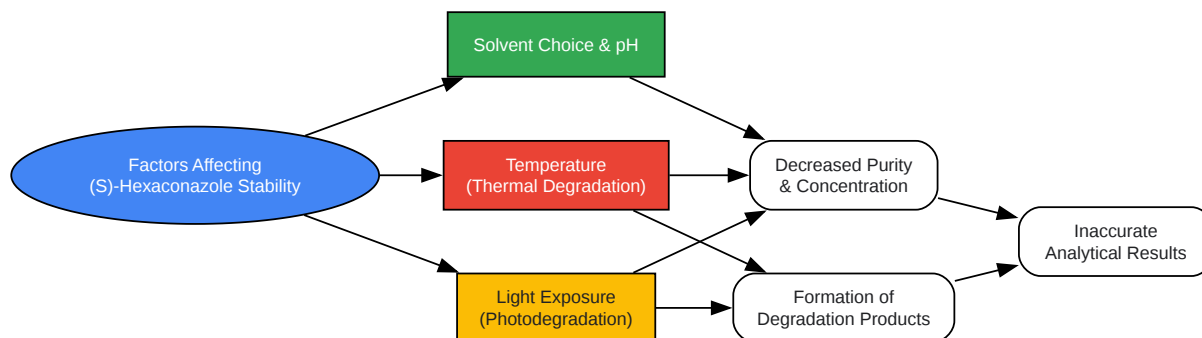 Solvent Choice & pH
Factors Affecting
(S)-Hexaconazole Stability
Temperature
(Thermal Degradation)
Decreased Purity
& Concentration
Inaccurate
Analytical Results
Light Exposure
(Photodegradation)
Formation of
Degradation Products